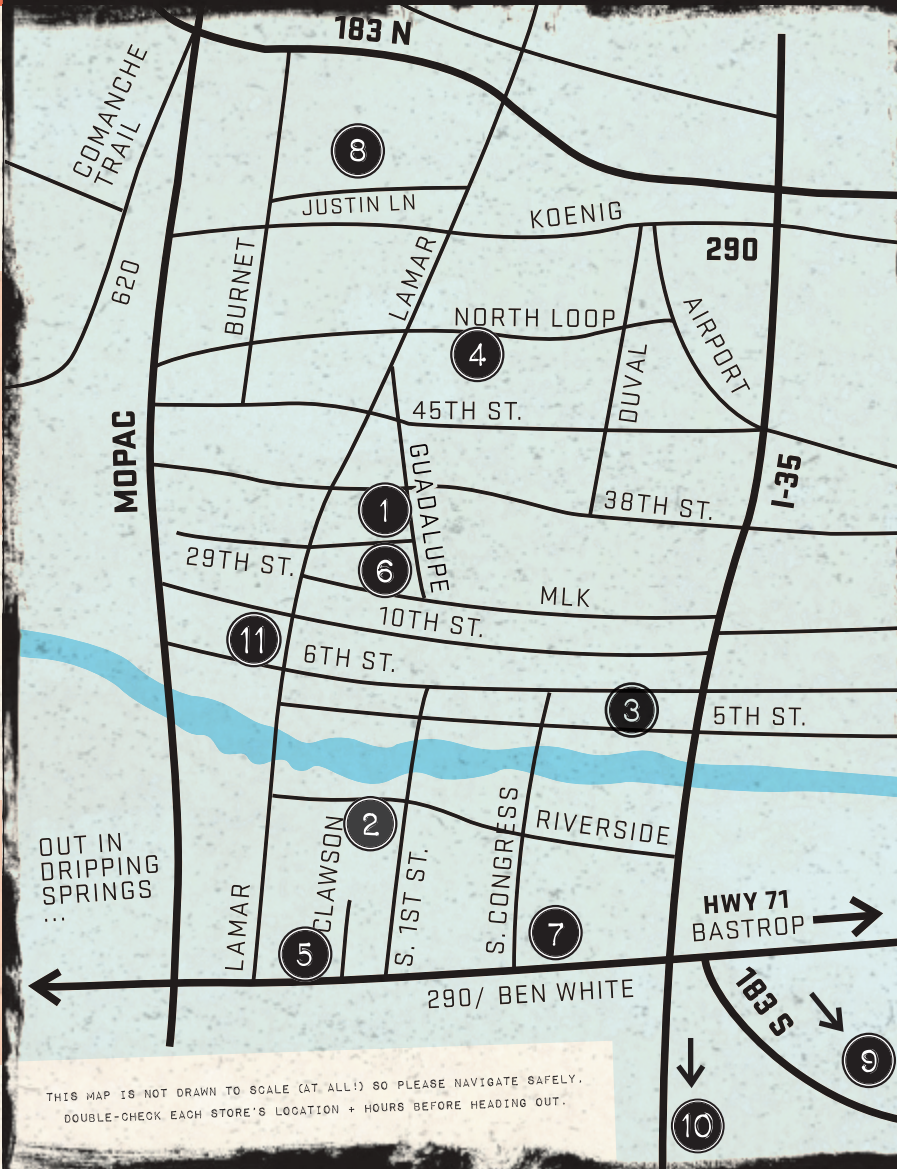 183 N
COMANCHE
TRAIL
8
JUSTIN LN
KOENIG
290
BURNET
LAMAR
620
NORTH LOOP
AIRPORT
4
DUVAL
45TH ST.
MOPAC
GUADALUPE
I-35
1
38TH ST.
29TH ST.
6
MLK
10TH ST.
11
6TH ST.
3
5TH ST.
2
RIVERSIDE
CLAWSON
S. CONGRESS
OUT IN
DRIPPING
SPRINGS
...
LAMAR
S. 1ST ST.
HWY 71
BASTROP
7
5
290/ BEN WHITE
183 S
9
10
THIS MAP IS NOT DRAWN TO SCALE (AT ALL!) SO PLEASE NAVIGATE SAFELY.
DOUBLE-CHECK EACH STORE'S LOCATION + HOURS BEFORE HEADING OUT.